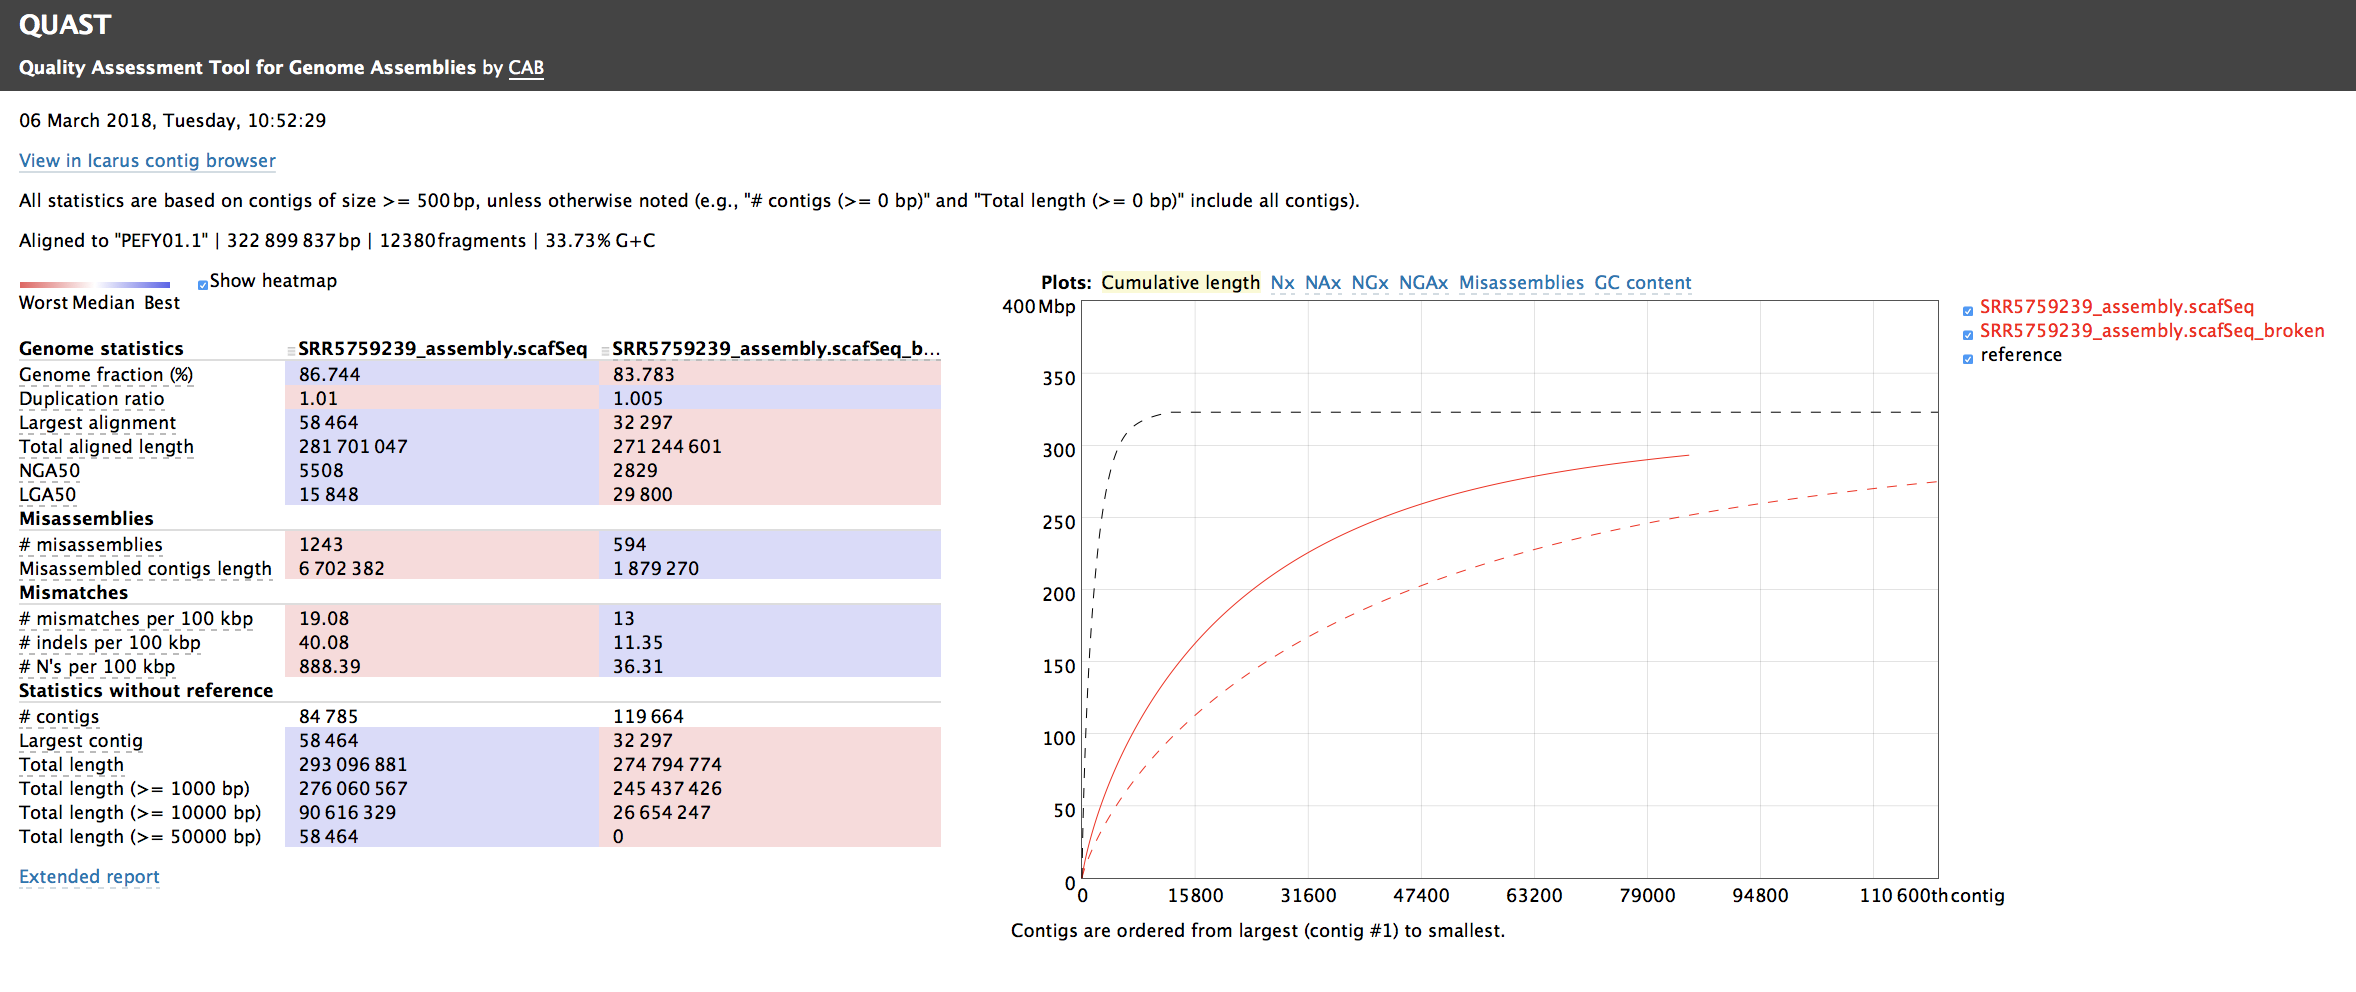 QUAST
Quality Assessment Tool for Genome Assemblies by CAB
06 March 2018, Tuesday, 10:52:29
View in Icarus contig browser
All statistics are based on contigs of size >= 500 bp, unless otherwise noted (e.g., "# contigs (>= 0 bp)" and "Total length (>= 0 bp)" include all contigs).
Aligned to "PEFY01.1" | 322 899 837 bp | 12380 fragments | 33.73% G+C
Show heatmap
Worst Median Best
Genome statistics SRR5759239_assembly.scafSeq SRR5759239_assembly.scafSeq_b...
Genome fraction (%) 86.744 83.783
Duplication ratio 1.01 1.005
Largest alignment 58 464 32 297
Total aligned length 281 701 047 271 244 601
NGA50 5508 2829
LGA50 15 848 29 800
Misassemblies
# misassemblies 1243 594
Misassembled contigs length 6 702 382 1 879 270
Mismatches
# mismatches per 100 kbp 19.08 13
# indels per 100 kbp 40.08 11.35
# N's per 100 kbp 888.39 36.31
Statistics without reference
# contigs 84 785 119 664
Largest contig 58 464 32 297
Total length 293 096 881 274 794 774
Total length (>= 1000 bp) 276 060 567 245 437 426
Total length (>= 10000 bp) 90 616 329 26 654 247
Total length (>= 50000 bp) 58 464 0
Extended report
Plots: Cumulative length Nx NAx NGx NGAx Misassemblies GC content
400 Mbp
350
300
250
200
150
100
50
0
0 15800 31600 47400 63200 79000 94800 110 600th contig
Contigs are ordered from largest (contig #1) to smallest.
SRR5759239_assembly.scafSeq
SRR5759239_assembly.scafSeq_broken
reference